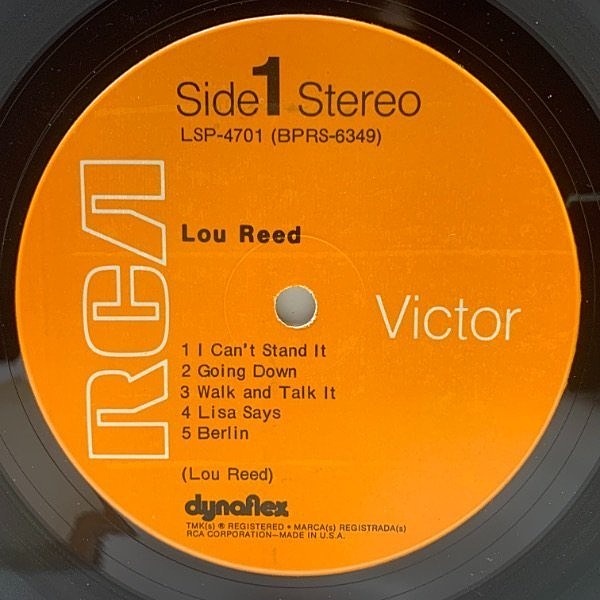 Side 1 Stereo
LSP-4701 (BPRS-6349)
RCA
Lou Reed
Victor
1 I Can't Stand It
2 Going Down
3 Walk and Talk It
4 Lisa Says
5 Berlin
(Lou Reed)
dynaflex
TMK(s) ® REGISTERED • MARCA(s) REGISTRADA(s)
RCA CORPORATION—MADE IN U.S.A.